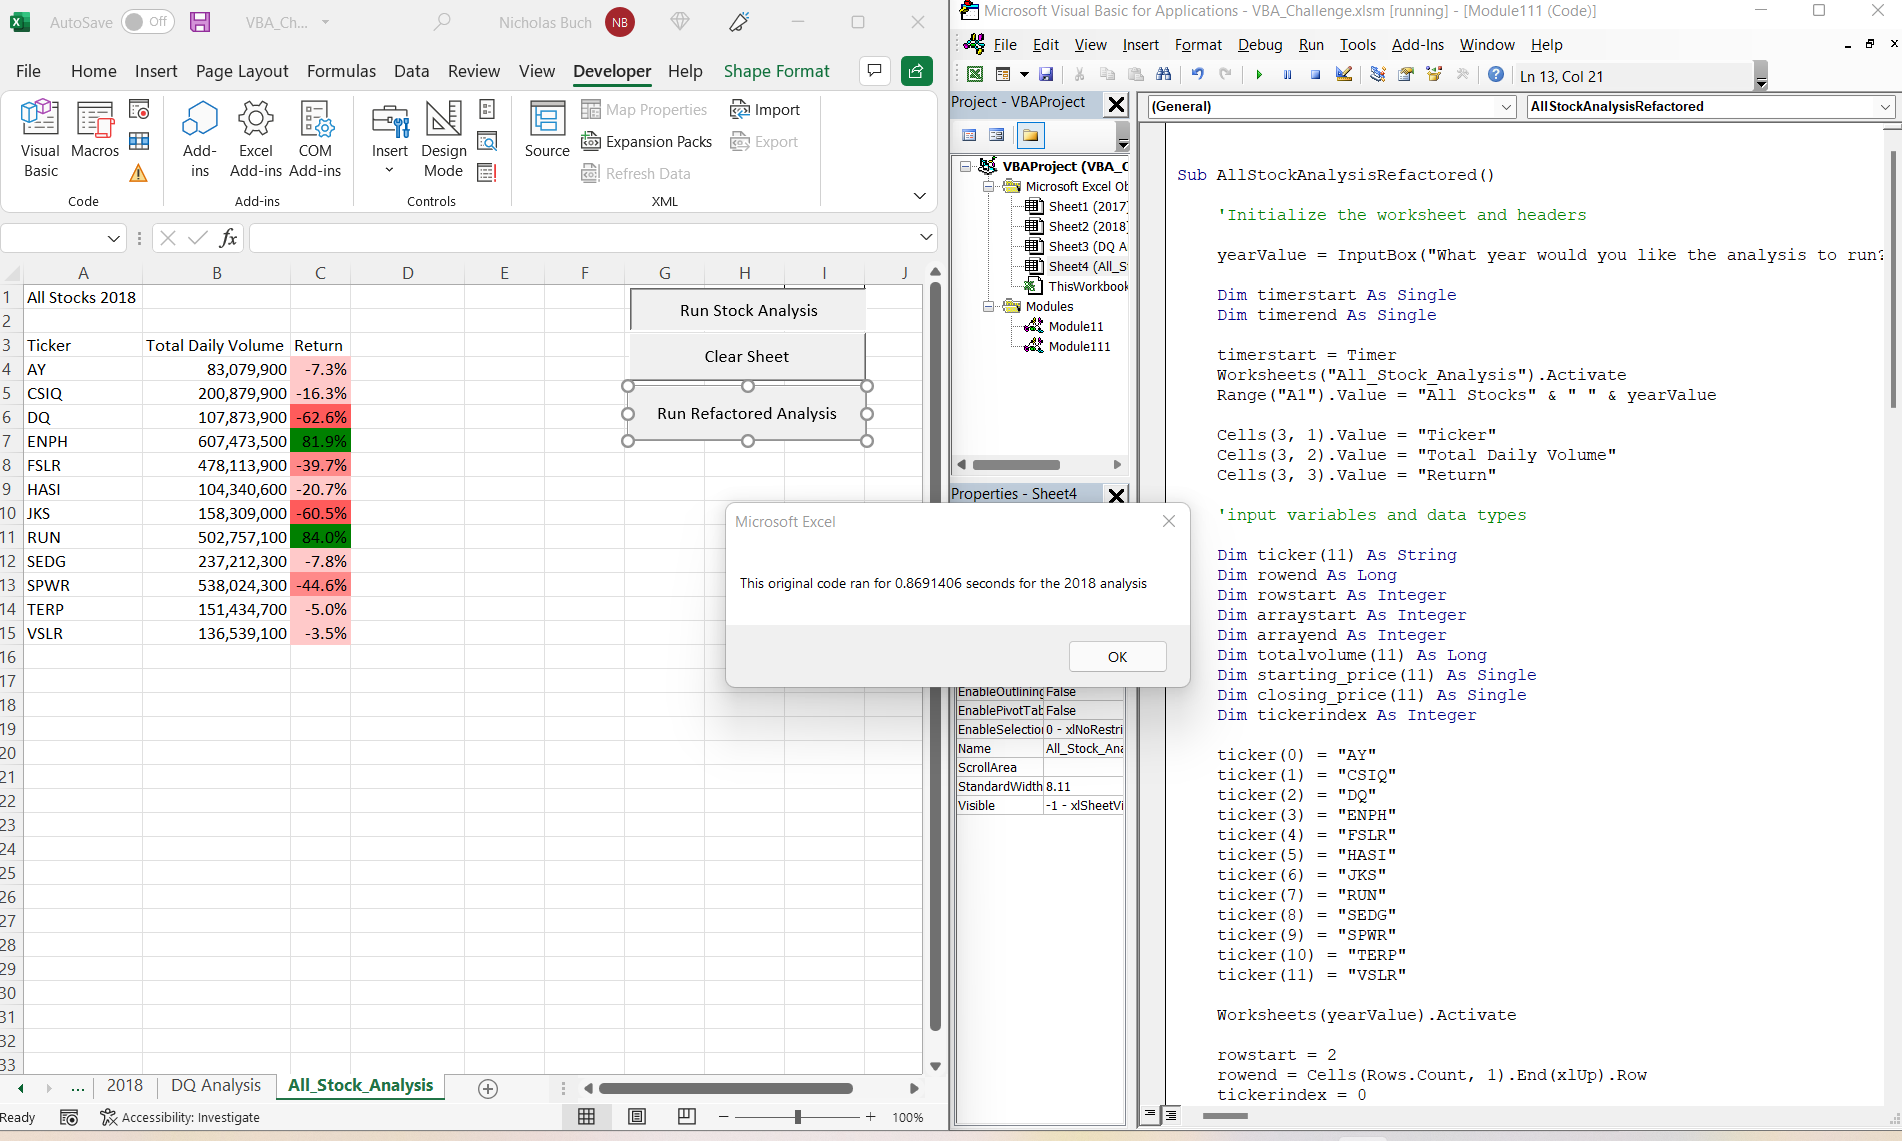 AutoSave Off VBA_Ch... Nicholas Buch NB
File Home Insert Page Layout Formulas Data Review View Developer Help Shape Format
Visual Basic
Macros
Code
Add-ins
Excel Add-ins
COM Add-ins
Add-ins
Insert
Design Mode
Controls
Source
Map Properties
Expansion Packs
Refresh Data
Import
Export
XML
fx
A B C D E F G H I J
1 All Stocks 2018
2
3 Ticker Total Daily Volume Return
4 AY 83,079,900 -7.3%
5 CSIQ 200,879,900 -16.3%
6 DQ 107,873,900 -62.6%
7 ENPH 607,473,500 81.9%
8 FSLR 478,113,900 -39.7%
9 HASI 104,340,600 -20.7%
10 JKS 158,309,000 -60.5%
11 RUN 502,757,100 84.0%
12 SEDG 237,212,300 -7.8%
13 SPWR 538,024,300 -44.6%
14 TERP 151,434,700 -5.0%
15 VSLR 136,539,100 -3.5%
16
17
18
19
20
21
22
23
24
25
26
27
28
29
30
31
32
33
Run Stock Analysis
Clear Sheet
Run Refactored Analysis
... 2018 DQ Analysis All_Stock_Analysis
Ready Accessibility: Investigate 100%
Microsoft Excel
This original code ran for 0.8691406 seconds for the 2018 analysis
OK
Microsoft Visual Basic for Applications - VBA_Challenge.xlsm [running] - [Module111 (Code)]
File Edit View Insert Format Debug Run Tools Add-Ins Window Help
Ln 13, Col 21
Project - VBAProject
VBAProject (VBA_C
Microsoft Excel Ob
Sheet1 (2017)
Sheet2 (2018)
Sheet3 (DQ A
Sheet4 (All_S
ThisWorkbook
Modules
Module11
Module111
Properties - Sheet4
EnableOutlining False
EnablePivotTab False
EnableSelection 0 - xlNoRestri
Name All_Stock_Ana
ScrollArea
StandardWidth 8.11
Visible -1 - xlSheetVi
(General) AllStockAnalysisRefactored
Sub AllStockAnalysisRefactored()
'Initialize the worksheet and headers
yearValue = InputBox("What year would you like the analysis to run?
Dim timerstart As Single
Dim timerend As Single
timerstart = Timer
Worksheets("All_Stock_Analysis").Activate
Range("A1").Value = "All Stocks" & " " & yearValue
Cells(3, 1).Value = "Ticker"
Cells(3, 2).Value = "Total Daily Volume"
Cells(3, 3).Value = "Return"
'input variables and data types
Dim ticker(11) As String
Dim rowend As Long
Dim rowstart As Integer
Dim arraystart As Integer
Dim arrayend As Integer
Dim totalvolume(11) As Long
Dim starting_price(11) As Single
Dim closing_price(11) As Single
Dim tickerindex As Integer
ticker(0) = "AY"
ticker(1) = "CSIQ"
ticker(2) = "DQ"
ticker(3) = "ENPH"
ticker(4) = "FSLR"
ticker(5) = "HASI"
ticker(6) = "JKS"
ticker(7) = "RUN"
ticker(8) = "SEDG"
ticker(9) = "SPWR"
ticker(10) = "TERP"
ticker(11) = "VSLR"
Worksheets(yearValue).Activate
rowstart = 2
rowend = Cells(Rows.Count, 1).End(xlUp).Row
tickerindex = 0